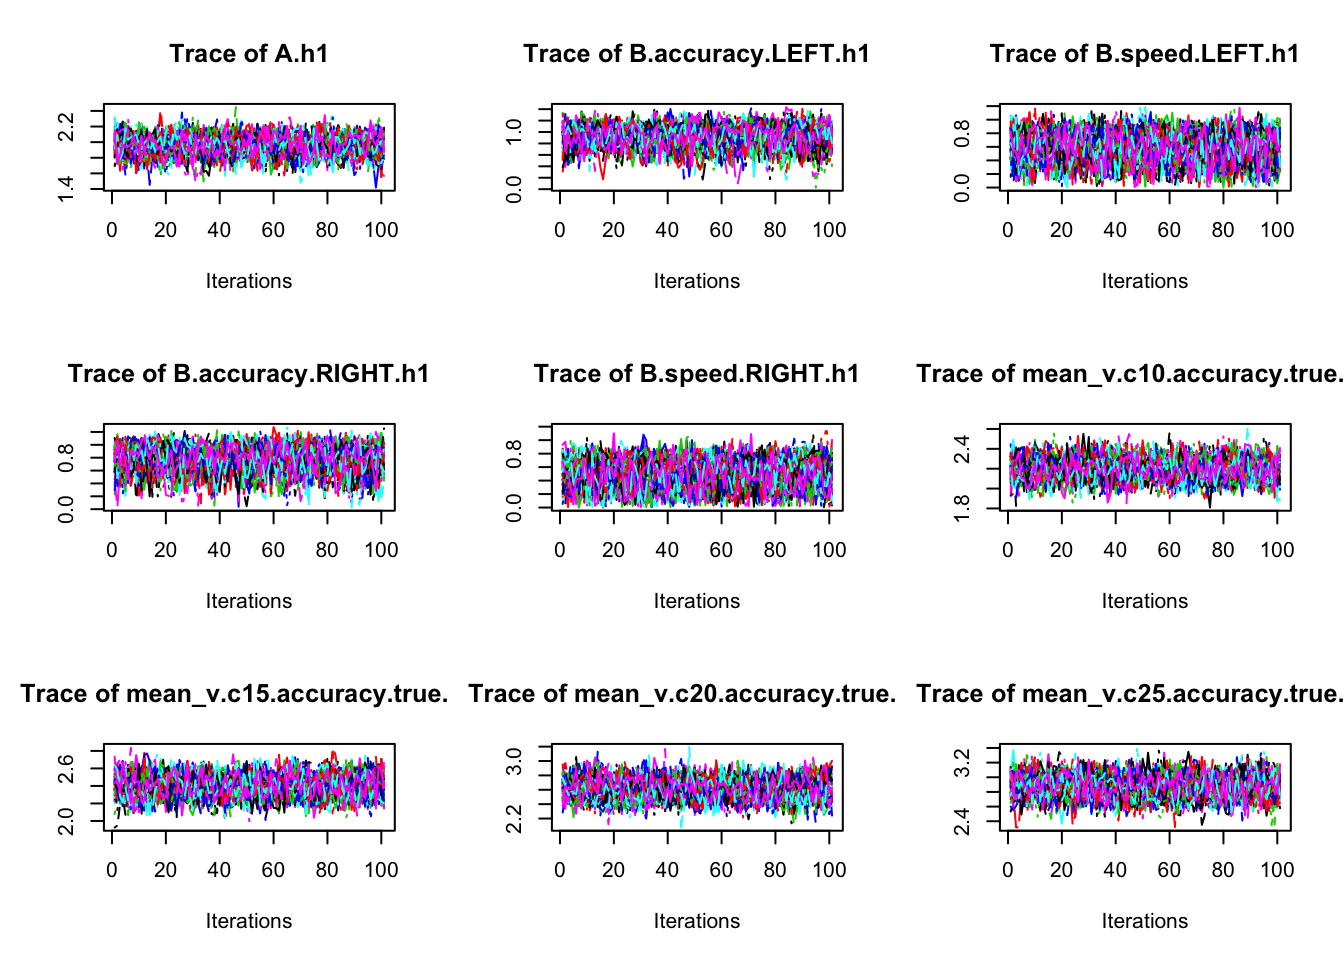 Trace of A.h1
2.2
1.4
0 20 40 60 80 100
Iterations
Trace of B.accuracy.LEFT.h1
1.0
0.0
0 20 40 60 80 100
Iterations
Trace of B.speed.LEFT.h1
0.8
0.0
0 20 40 60 80 100
Iterations
Trace of B.accuracy.RIGHT.h1
0.8
0.0
0 20 40 60 80 100
Iterations
Trace of B.speed.RIGHT.h1
0.8
0.0
0 20 40 60 80 100
Iterations
Trace of mean_v.c10.accuracy.true.
2.4
1.8
0 20 40 60 80 100
Iterations
Trace of mean_v.c15.accuracy.true.
2.6
2.0
0 20 40 60 80 100
Iterations
Trace of mean_v.c20.accuracy.true.
3.0
2.2
0 20 40 60 80 100
Iterations
Trace of mean_v.c25.accuracy.true.
3.2
2.4
0 20 40 60 80 100
Iterations